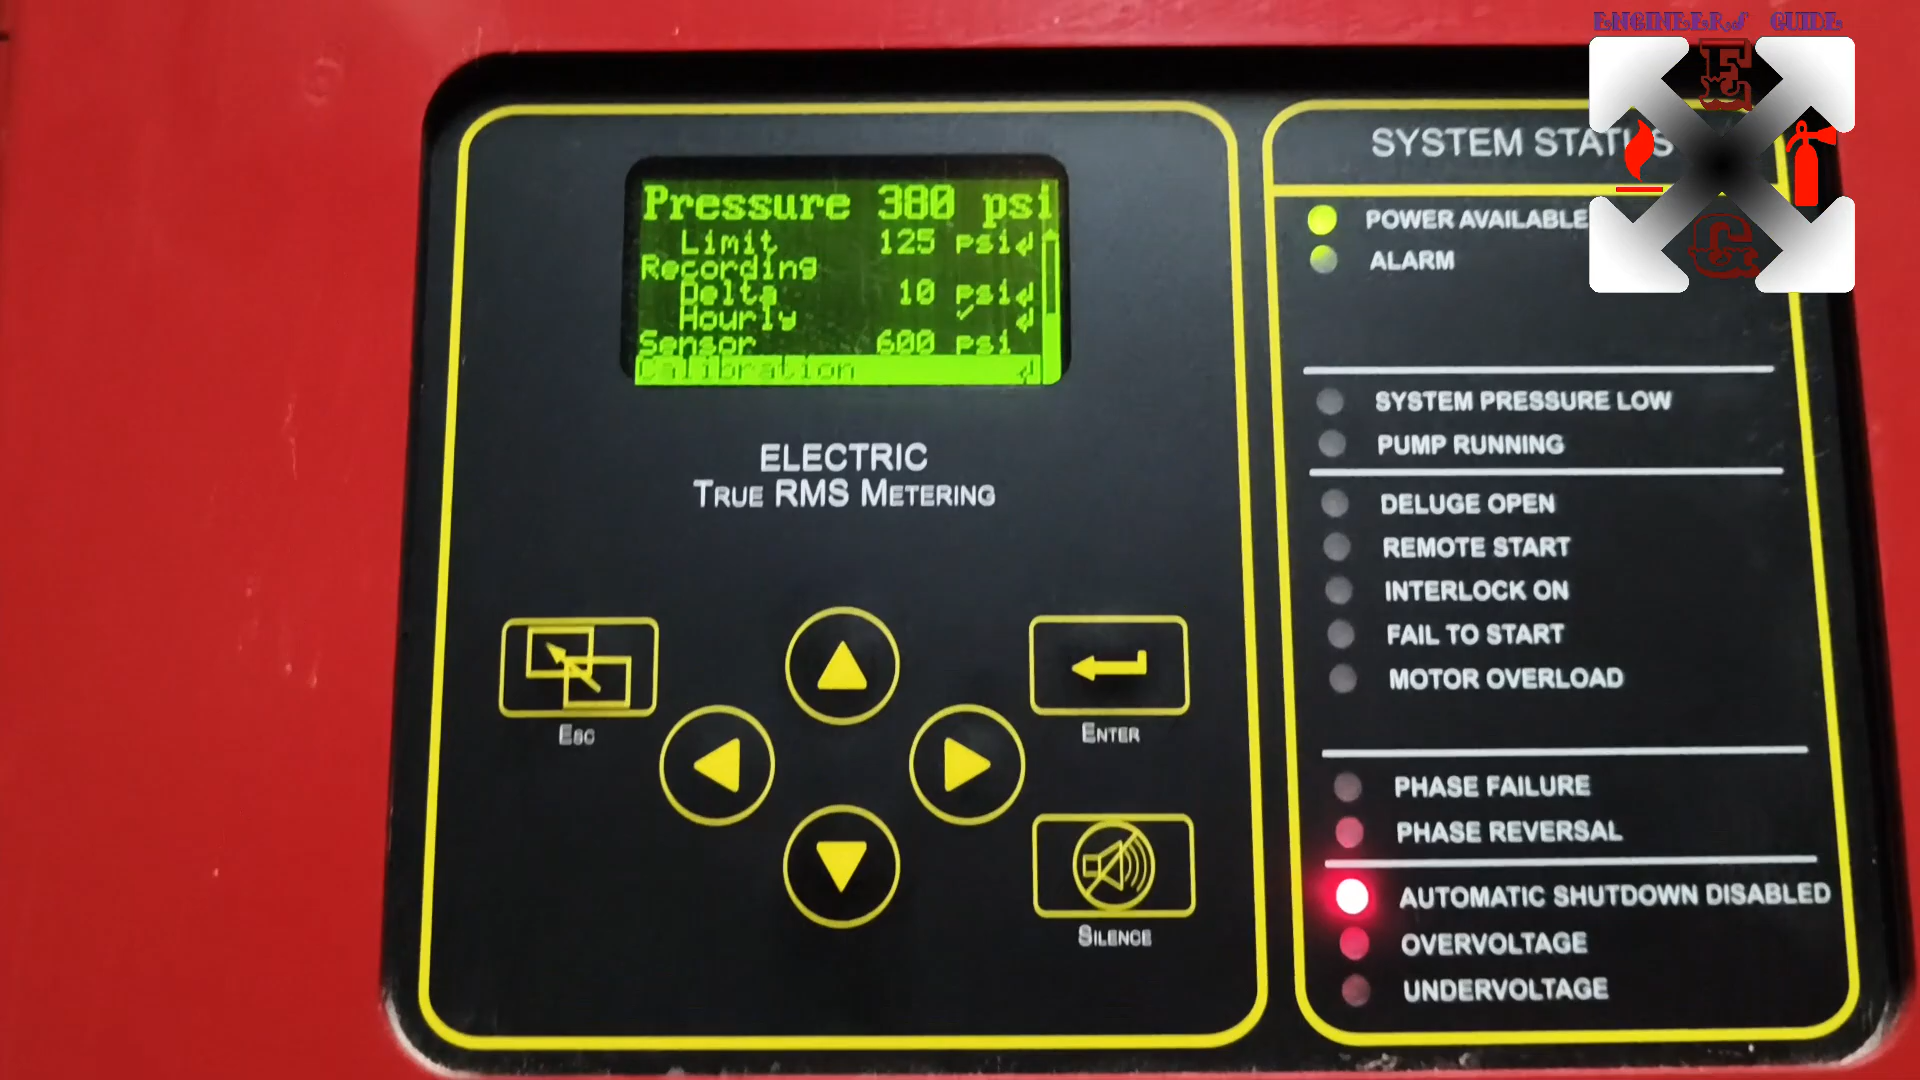 ENGINEERS GUIDE
E
G
Pressure 380 psi
Limit 125 psi
Recording
Delta 10 psi
Hourly
Sensor 600 psi
Calibration
ELECTRIC
TRUE RMS METERING
ESC
ENTER
SILENCE
SYSTEM STATUS
POWER AVAILABLE
ALARM
SYSTEM PRESSURE LOW
PUMP RUNNING
DELUGE OPEN
REMOTE START
INTERLOCK ON
FAIL TO START
MOTOR OVERLOAD
PHASE FAILURE
PHASE REVERSAL
AUTOMATIC SHUTDOWN DISABLED
OVERVOLTAGE
UNDERVOLTAGE